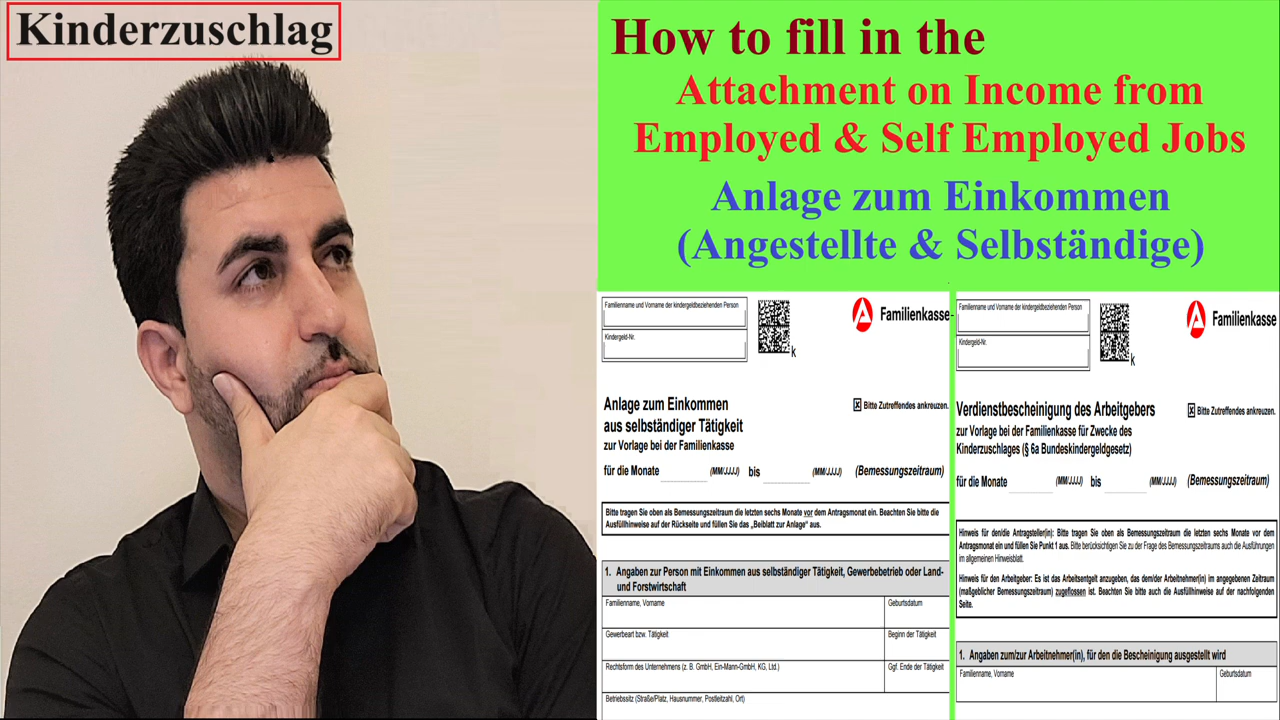 Kinderzuschlag
How to fill in the
Attachment on Income from
Employed & Self Employed Jobs
Anlage zum Einkommen
(Angestellte & Selbständige)
Familienname und Vorname der kindergeldbeziehenden Person
Kindergeld-Nr.
k
Familienkasse
Anlage zum Einkommen
aus selbständiger Tätigkeit
zur Vorlage bei der Familienkasse
Bitte Zutreffendes ankreuzen.
für die Monate (MM/JJJJ) bis (MM/JJJJ) (Bemessungszeitraum)
Bitte tragen Sie oben als Bemessungszeitraum die letzten sechs Monate vor dem Antragsmonat ein. Beachten Sie bitte die
Ausfüllhinweise auf der Rückseite und füllen Sie das „Beiblatt zur Anlage“ aus.
1. Angaben zur Person mit Einkommen aus selbständiger Tätigkeit, Gewerbebetrieb oder Land-
und Forstwirtschaft
Familienname, Vorname Geburtsdatum
Gewerbeart bzw. Tätigkeit Beginn der Tätigkeit
Rechtsform des Unternehmens (z. B. GmbH, Ein-Mann-GmbH, KG, Ltd.) Ggf. Ende der Tätigkeit
Betriebssitz (Straße/Platz, Hausnummer, Postleitzahl, Ort)
Familienname und Vorname der kindergeldbeziehenden Person
Kindergeld-Nr.
k
Familienkasse
Verdienstbescheinigung des Arbeitgebers
zur Vorlage bei der Familienkasse für Zwecke des
Kinderzuschlages (§ 6a Bundeskindergeldgesetz)
Bitte Zutreffendes ankreuzen.
für die Monate (MM/JJJJ) bis (MM/JJJJ) (Bemessungszeitraum)
Hinweis für den/die Antragsteller(in): Bitte tragen Sie oben als Bemessungszeitraum die letzten sechs Monate vor dem
Antragsmonat ein und füllen Sie Punkt 1 aus. Bitte berücksichtigen Sie zu der Frage des Bemessungszeitraums auch die Ausführungen
im allgemeinen Hinweisblatt.
Hinweis für den Arbeitgeber: Es ist das Arbeitsentgelt anzugeben, das dem/der Arbeitnehmer(in) im angegebenen Zeitraum
(maßgeblicher Bemessungszeitraum) zugeflossen ist. Beachten Sie bitte auch die Ausfüllhinweise auf der nachfolgenden
Seite.
1. Angaben zum/zur Arbeitnehmer(in), für den die Bescheinigung ausgestellt wird
Familienname, Vorname Geburtsdatum